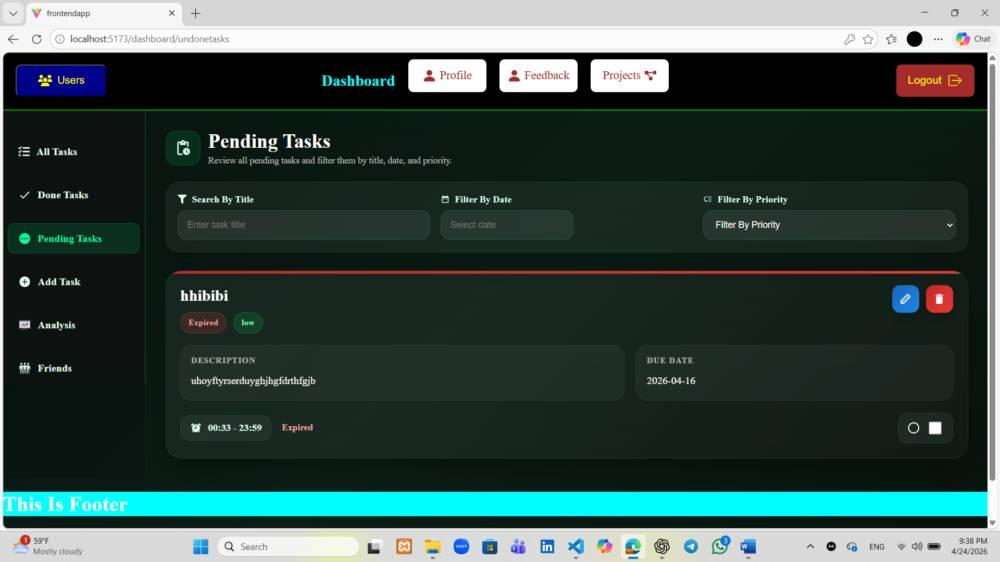 frontendapp
localhost:5173/dashboard/undonetasks
Chat
Users
Dashboard
Profile
Feedback
Projects
Logout
All Tasks
Done Tasks
Pending Tasks
Add Task
Analysis
Friends
Pending Tasks
Review all pending tasks and filter them by title, date, and priority.
Search By Title
Filter By Date
Filter By Priority
Enter task title
Select date
Filter By Priority
hhibibi
Expired
low
DESCRIPTION
uhoyftyrserduyghjhgfdrthfgjb
DUE DATE
2026-04-16
00:33 - 23:59
Expired
This Is Footer
1
59°F
Mostly cloudy
Search
3
ENG
9:38 PM
4/24/2026